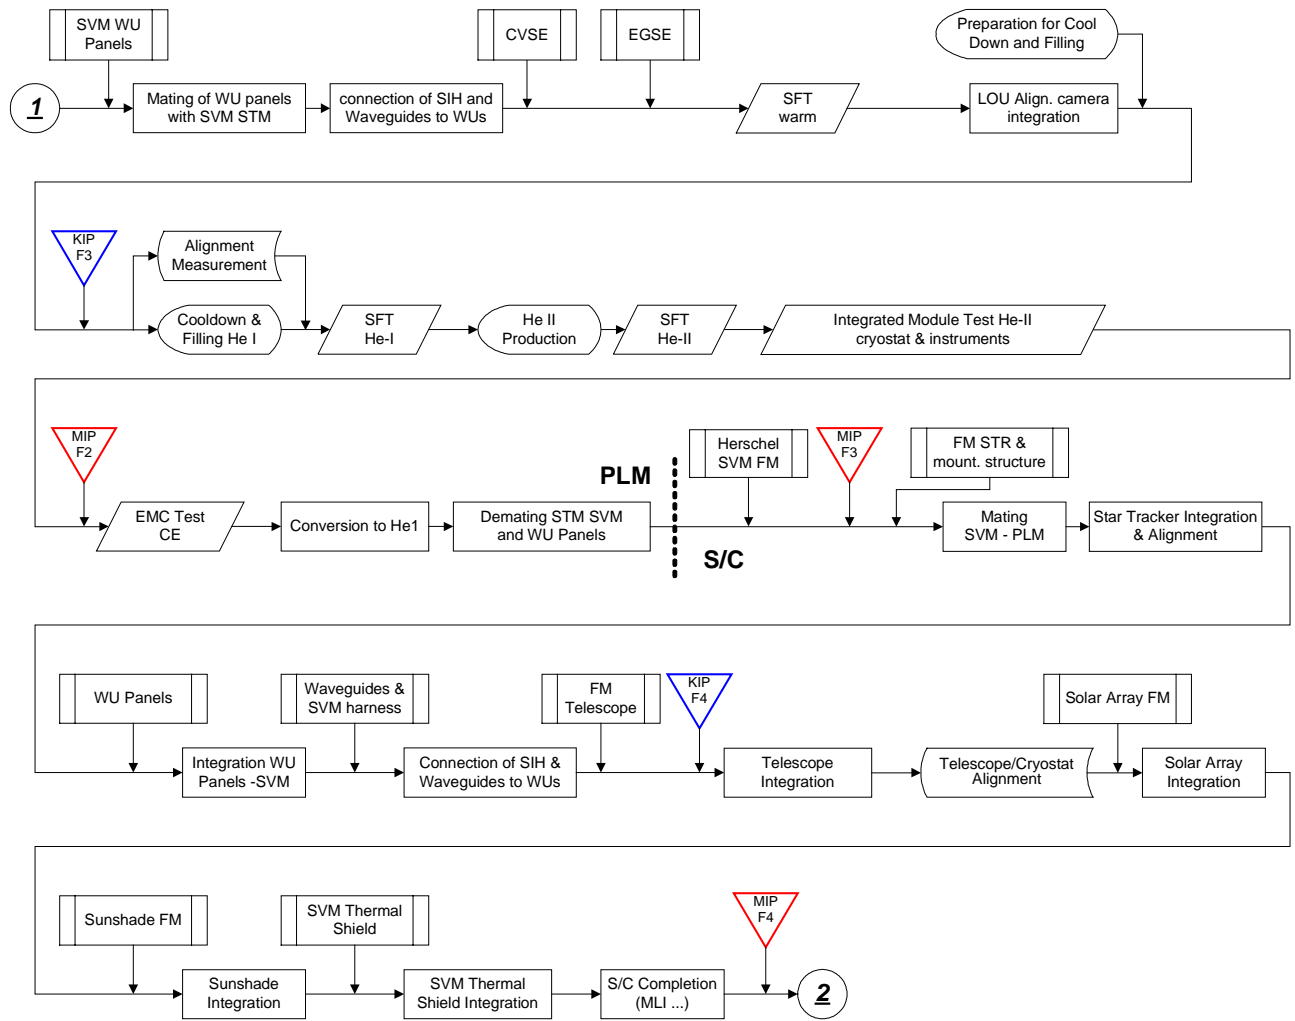 SVM WU
Panels
CVSE
EGSE
Preparation for Cool
Down and Filling
1
Mating of WU panels
with SVM STM
connection of SIH and
Waveguides to WUs
SFT
warm
LOU Align. camera
integration
KIP
F3
Alignment
Measurement
Cooldown &
Filling He I
SFT
He-I
He II
Production
SFT
He-II
Integrated Module Test He-II
cryostat & instruments
MIP
F2
PLM
Herschel
SVM FM
MIP
F3
FM STR &
mount. structure
EMC Test
CE
Conversion to He1
Demating STM SVM
and WU Panels
S/C
Mating
SVM - PLM
Star Tracker Integration
& Alignment
WU Panels
Waveguides &
SVM harness
FM
Telescope
KIP
F4
Solar Array FM
Integration WU
Panels -SVM
Connection of SIH &
Waveguides to WUs
Telescope
Integration
Telescope/Cryostat
Alignment
Solar Array
Integration
Sunshade FM
SVM Thermal
Shield
MIP
F4
Sunshade
Integration
SVM Thermal
Shield Integration
S/C Completion
(MLI ...)
2